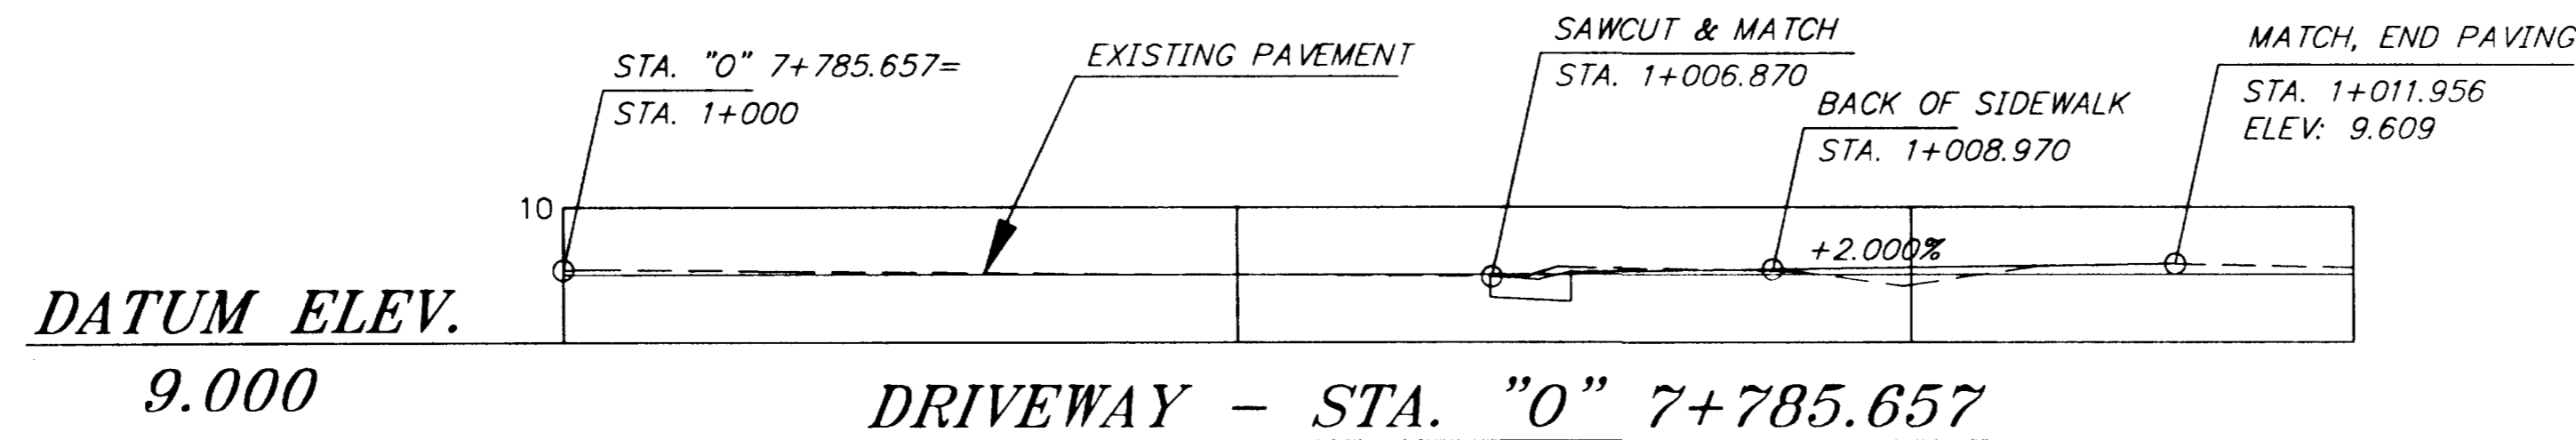 STA. "O" 7+785.657=
STA. 1+000
EXISTING PAVEMENT
SAWCUT & MATCH
STA. 1+006.870
BACK OF SIDEWALK
STA. 1+008.970
MATCH, END PAVING
STA. 1+011.956
ELEV: 9.609
10
+2.000%
DATUM ELEV.
9.000
DRIVEWAY - STA. "O" 7+785.657